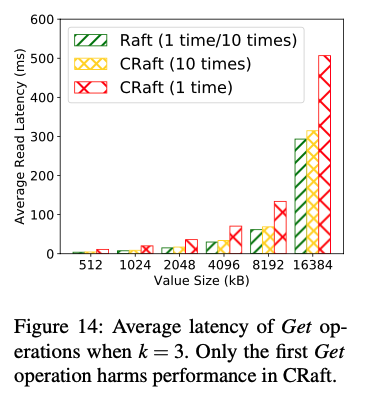 600
500
400
300
200
100
0
Average Read Latency (ms)
Raft (1 time/10 times)
CRaft (10 times)
CRaft (1 time)
512 1024 2048 4096 8192 16384
Value Size (kB)
Figure 14: Average latency of Get op-
erations when k = 3. Only the first Get
operation harms performance in CRaft.